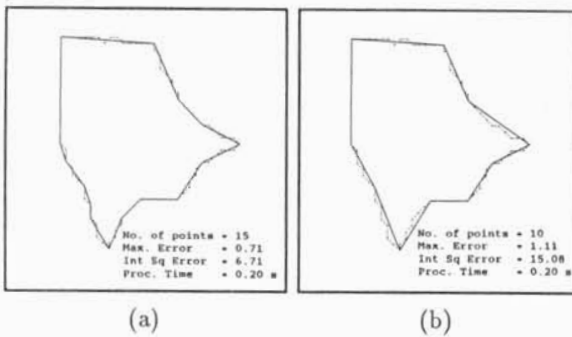 No. of points = 15
Max. Error = 0.71
Int Sq Error = 6.71
Proc. Time = 0.20 s
(a)
No. of points = 10
Max. Error = 1.11
Int Sq Error = 15.08
Proc. Time = 0.20 s
(b)